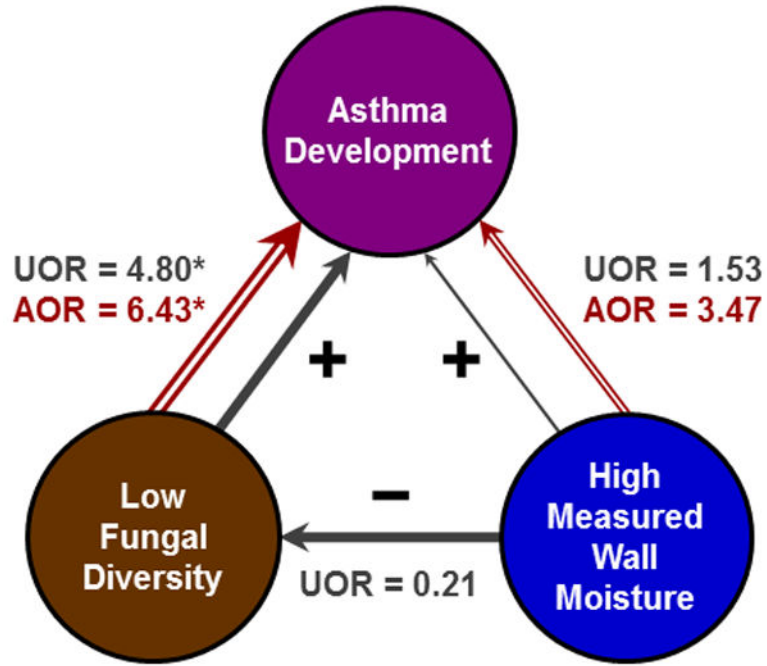 Asthma
Development
UOR = 4.80*
AOR = 6.43*
UOR = 1.53
AOR = 3.47
+
+
Low
Fungal
Diversity
–
UOR = 0.21
High
Measured
Wall
Moisture